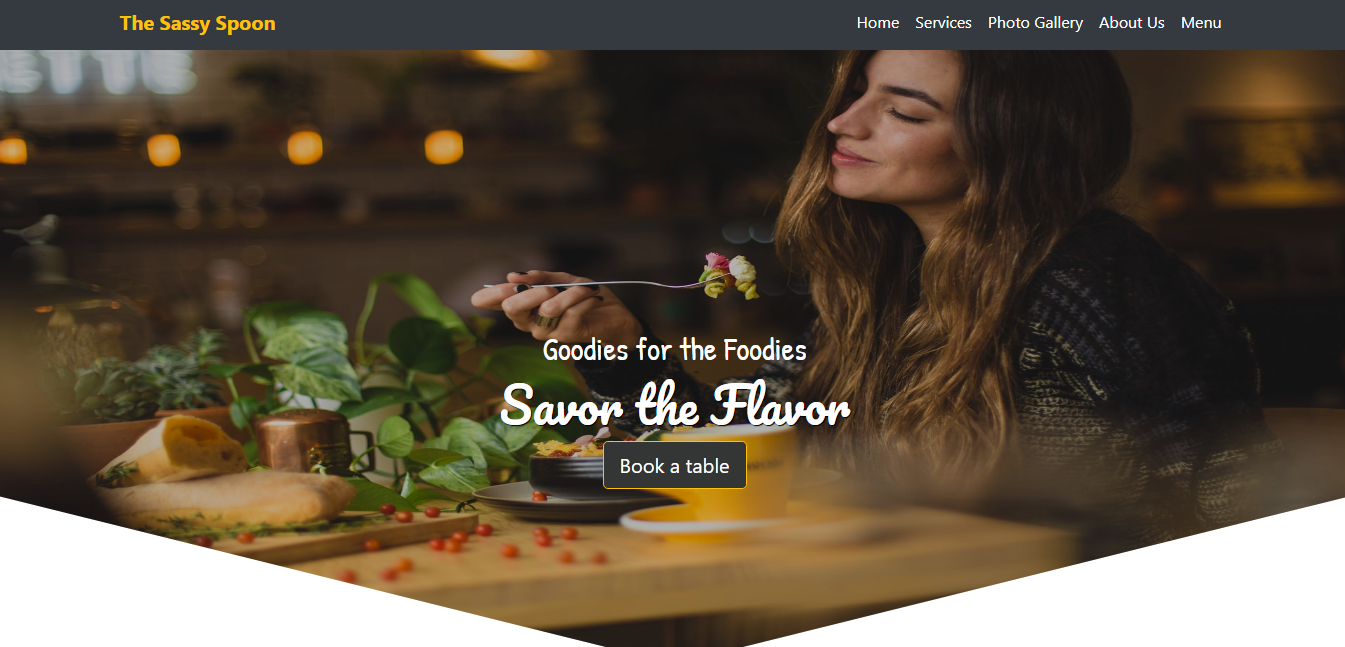 The Sassy Spoon
Home Services Photo Gallery About Us Menu
Goodies for the Foodies
Savor the Flavor
Book a table